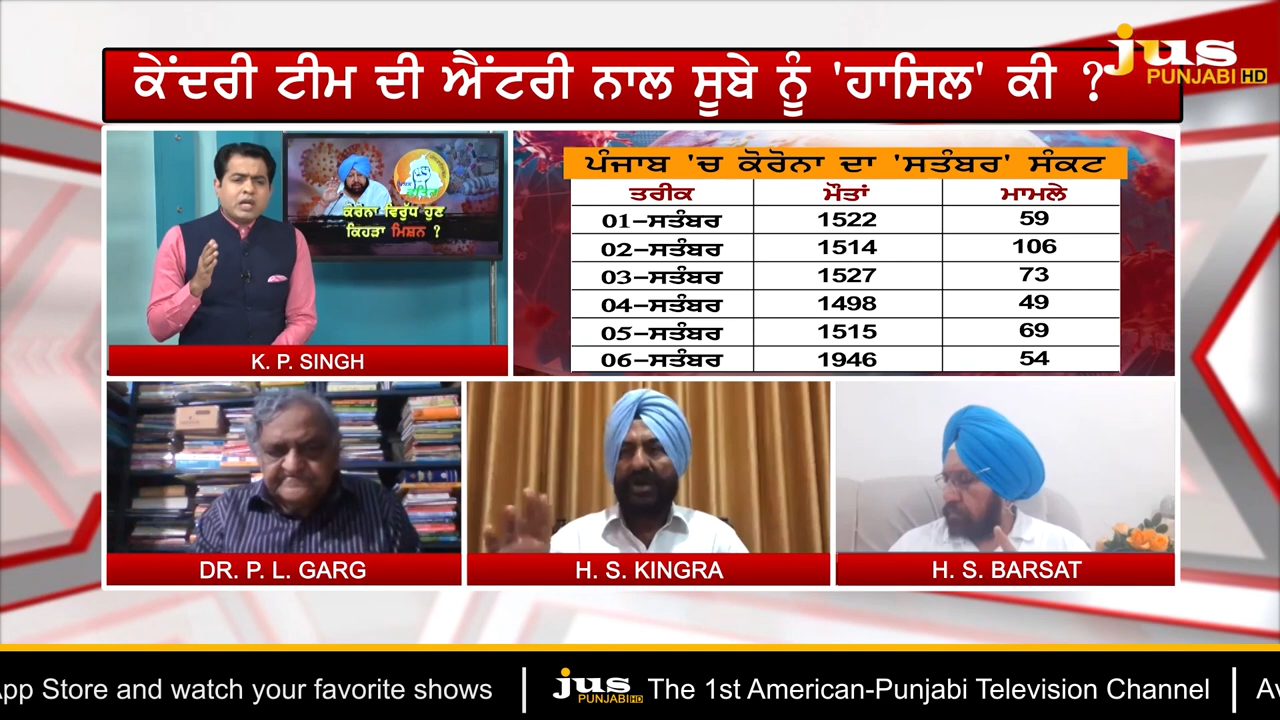 ਕੇਂਦਰੀ ਟੀਮ ਦੀ ਐਂਟਰੀ ਨਾਲ ਸੂਬੇ ਨੂੰ 'ਹਾਸਿਲ' ਕੀ ?
jus
PUNJABI HD
ਕੋਰੋਨਾ ਵਿਰੁੱਧ ਹੁਣ
ਕਿਹੜਾ ਮਿਸ਼ਨ ?
K. P. SINGH
ਪੰਜਾਬ 'ਚ ਕੋਰੋਨਾ ਦਾ 'ਸਤੰਬਰ' ਸੰਕਟ
ਤਰੀਕ ਮੌਤਾਂ ਮਾਮਲੇ
01-ਸਤੰਬਰ 1522 59
02-ਸਤੰਬਰ 1514 106
03-ਸਤੰਬਰ 1527 73
04-ਸਤੰਬਰ 1498 49
05-ਸਤੰਬਰ 1515 69
06-ਸਤੰਬਰ 1946 54
DR. P. L. GARG
H. S. KINGRA
H. S. BARSAT
App Store and watch your favorite shows | jus PUNJABI HD The 1st American-Punjabi Television Channel | Av